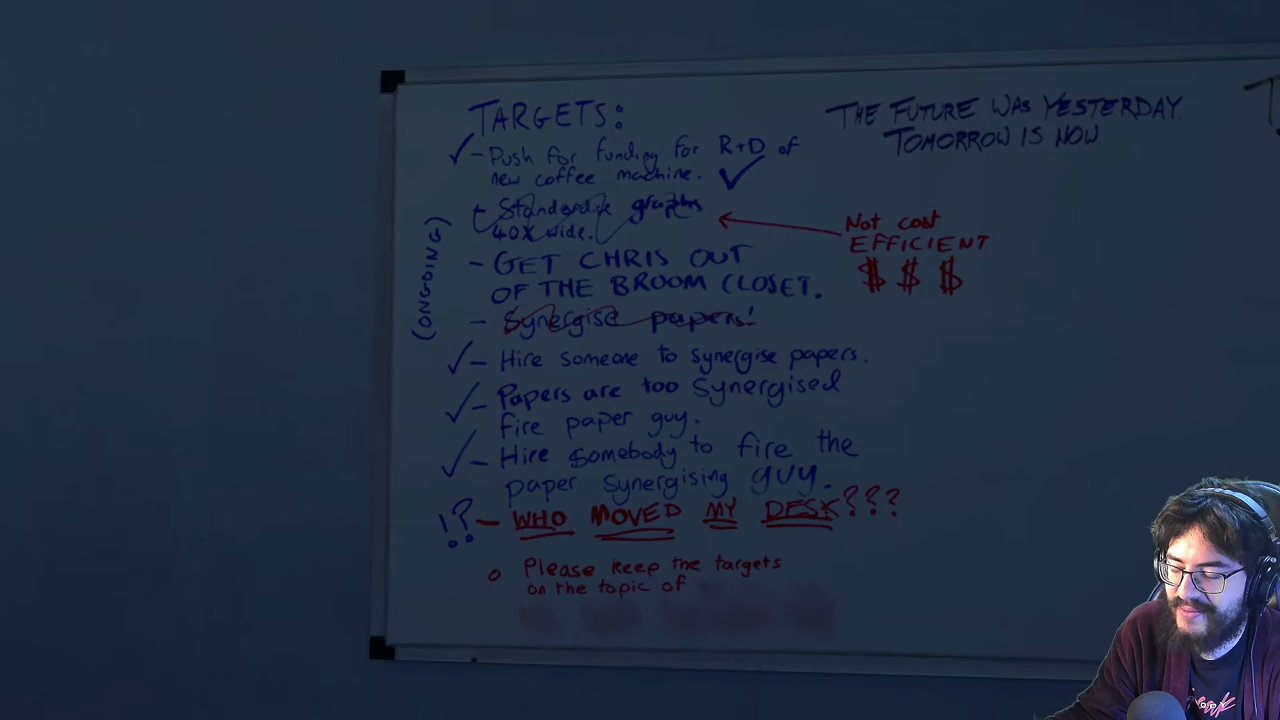 TARGETS:
✓ - Push for funding for R+D of
new coffee machine. ✓
- Standardise graphs
40x wide.
(ONGOING)
- GET CHRIS OUT
OF THE BROOM CLOSET.
- Synergise papers!
✓ - Hire someone to synergise papers.
✓ - Papers are too synergised
fire paper guy.
✓ - Hire somebody to fire the
paper synergising guy.
!? - WHO MOVED MY DESK???
o Please keep the targets
on the topic of
THE FUTURE WAS YESTERDAY
TOMORROW IS NOW
Not cost
EFFICIENT
$ $ $